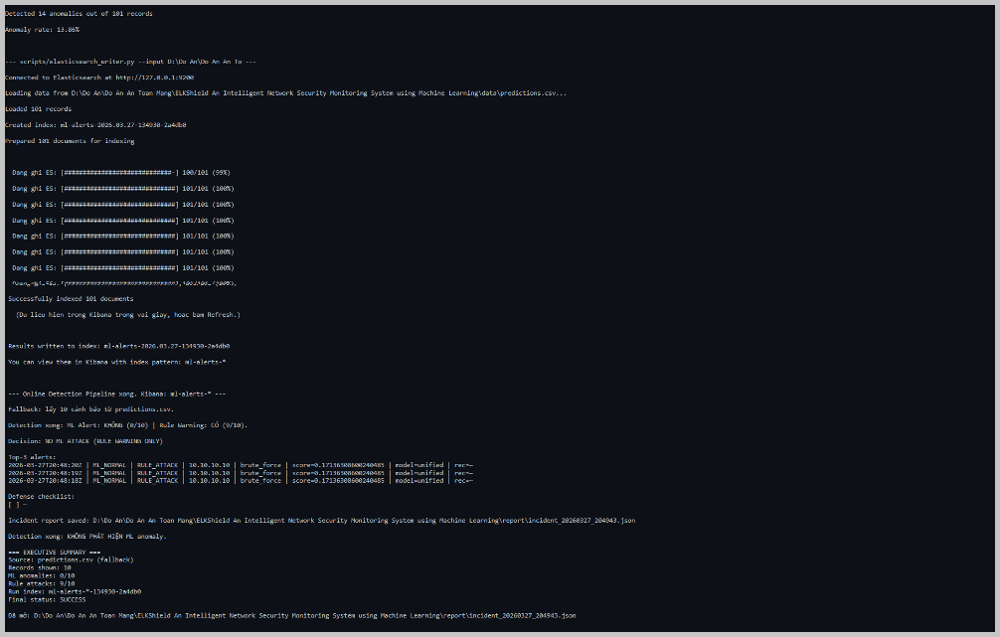 Detected 14 anomalies out of 101 records
Anomaly rate: 13.86%
--- scripts/elasticsearch_writer.py --input D:\Do An\Do An An To ---
Connected to Elasticsearch at http://127.0.0.1:9200
Loading data from D:\Do An\Do An An Toan Mang\ELKShield An Intelligent Network Security Monitoring System using Machine Learning\data\predictions.csv...
Loaded 101 records
Created index: ml-alerts-2026.03.27-134930-2a4db0
Prepared 101 documents for indexing
Dang ghi ES: [############################-] 100/101 (99%)
Dang ghi ES: [#############################] 101/101 (100%)
Dang ghi ES: [#############################] 101/101 (100%)
Dang ghi ES: [#############################] 101/101 (100%)
Dang ghi ES: [#############################] 101/101 (100%)
Dang ghi ES: [#############################] 101/101 (100%)
Dang ghi ES: [#############################] 101/101 (100%)
Successfully indexed 101 documents
(Du lieu hien trong Kibana trong vai giay, hoac bam Refresh.)
Results written to index: ml-alerts-2026.03.27-134930-2a4db0
You can view them in Kibana with index pattern: ml-alerts-*
--- Online Detection Pipeline xong. Kibana: ml-alerts-* ---
Fallback: lấy 10 cảnh báo từ predictions.csv.
Detection xong: ML Alert: KHÔNG (0/10) | Rule Warning: CÓ (9/10).
Decision: NO ML ATTACK (RULE WARNING ONLY)
Top-3 alerts:
2026-03-27T20:48:20Z | ML_NORMAL | RULE_ATTACK | 10.10.10.10 | brute_force | score=0.17136308600240485 | model=unified | rec=—
2026-03-27T20:48:19Z | ML_NORMAL | RULE_ATTACK | 10.10.10.10 | brute_force | score=0.17136308600240485 | model=unified | rec=—
2026-03-27T20:48:18Z | ML_NORMAL | RULE_ATTACK | 10.10.10.10 | brute_force | score=0.17136308600240485 | model=unified | rec=—
Defense checklist:
[ ] —
Incident report saved: D:\Do An\Do An An Toan Mang\ELKShield An Intelligent Network Security Monitoring System using Machine Learning\report\incident_20260327_204943.json
Detection xong: KHÔNG PHÁT HIỆN ML anomaly.
=== EXECUTIVE SUMMARY ===
Source: predictions.csv (fallback)
Records shown: 10
ML anomalies: 0/10
Rule attacks: 9/10
Run index: ml-alerts-*-134930-2a4db0
Final status: SUCCESS
Đã mở: D:\Do An\Do An An Toan Mang\ELKShield An Intelligent Network Security Monitoring System using Machine Learning\report\incident_20260327_204943.json